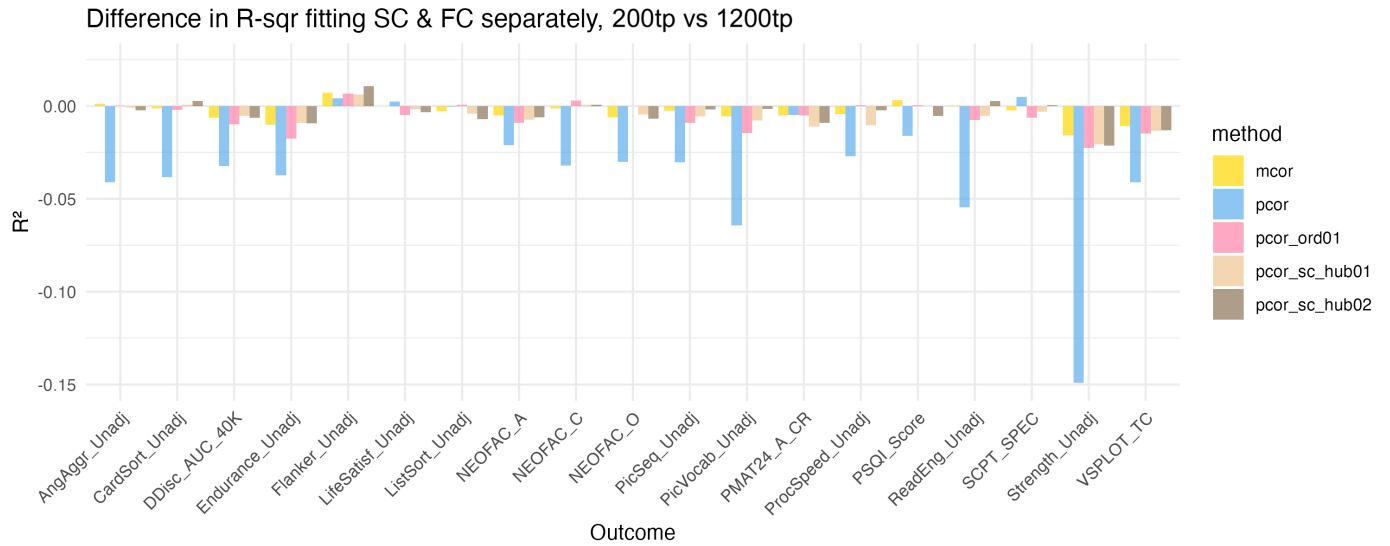 Difference in R-sqr fitting SC & FC separately, 200tp vs 1200tp
0.00
-0.05
-0.10
-0.15
R²
AngAggr_Unadj
CardSort_Unadj
DDisc_AUC_40K
Endurance_Unadj
Flanker_Unadj
LifeSatisf_Unadj
ListSort_Unadj
NEOFAC_A
NEOFAC_C
NEOFAC_O
PicSeq_Unadj
PicVocab_Unadj
PMAT24_A_CR
ProcSpeed_Unadj
PSQI_Score
ReadEng_Unadj
SCPT_SPEC
Strength_Unadj
VSPLOT_TC
Outcome
method
mcor
pcor
pcor_ord01
pcor_sc_hub01
pcor_sc_hub02